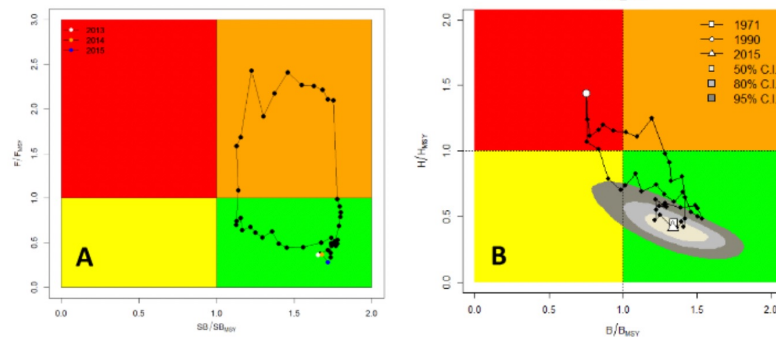 2013
2014
2015
A
F/F_MSY
3.0
2.5
2.0
1.5
1.0
0.5
0.0
0.0 0.5 1.0 1.5 2.0
SB/SB_MSY
1971
1990
2015
50% C.I.
80% C.I.
95% C.I.
B
H/H_MSY
2.0
1.5
1.0
0.5
0.0
0.0 0.5 1.0 1.5 2.0
B/B_MSY